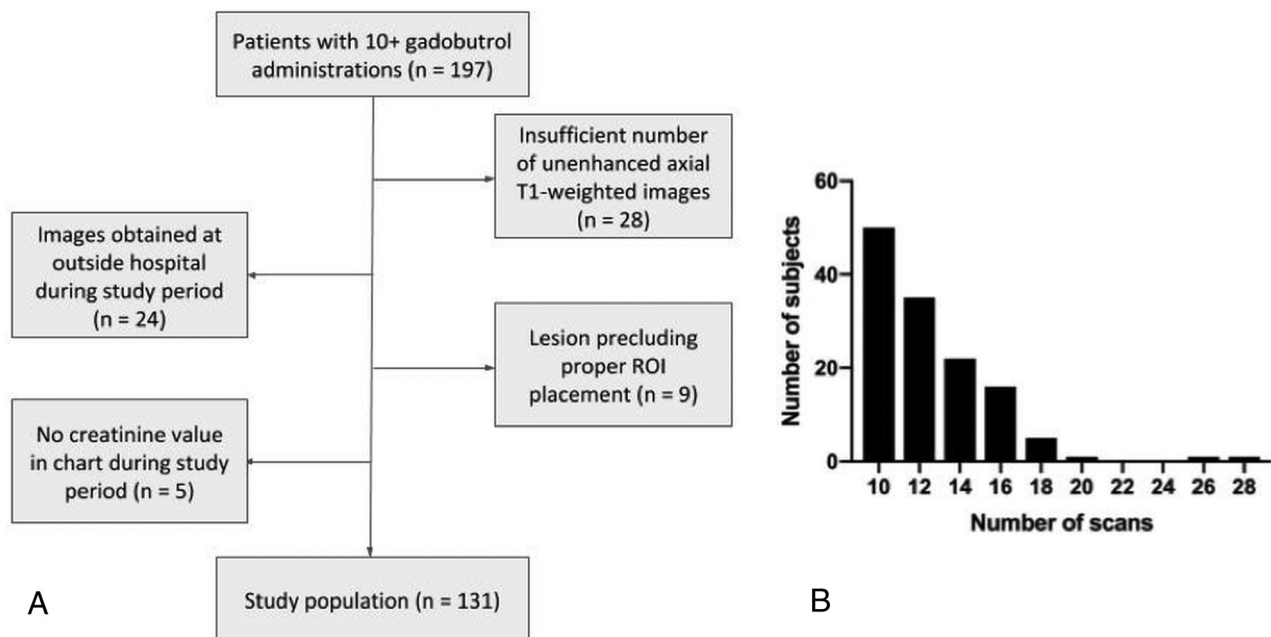 Patients with 10+ gadobutrol
administrations (n = 197)
Insufficient number
of unenhanced axial
T1-weighted images
(n = 28)
Images obtained at
outside hospital
during study period
(n = 24)
Lesion precluding
proper ROI
placement (n = 9)
No creatinine value
in chart during study
period (n = 5)
Study population (n = 131)
A
60
40
20
0
Number of subjects
10 12 14 16 18 20 22 24 26 28
Number of scans
B